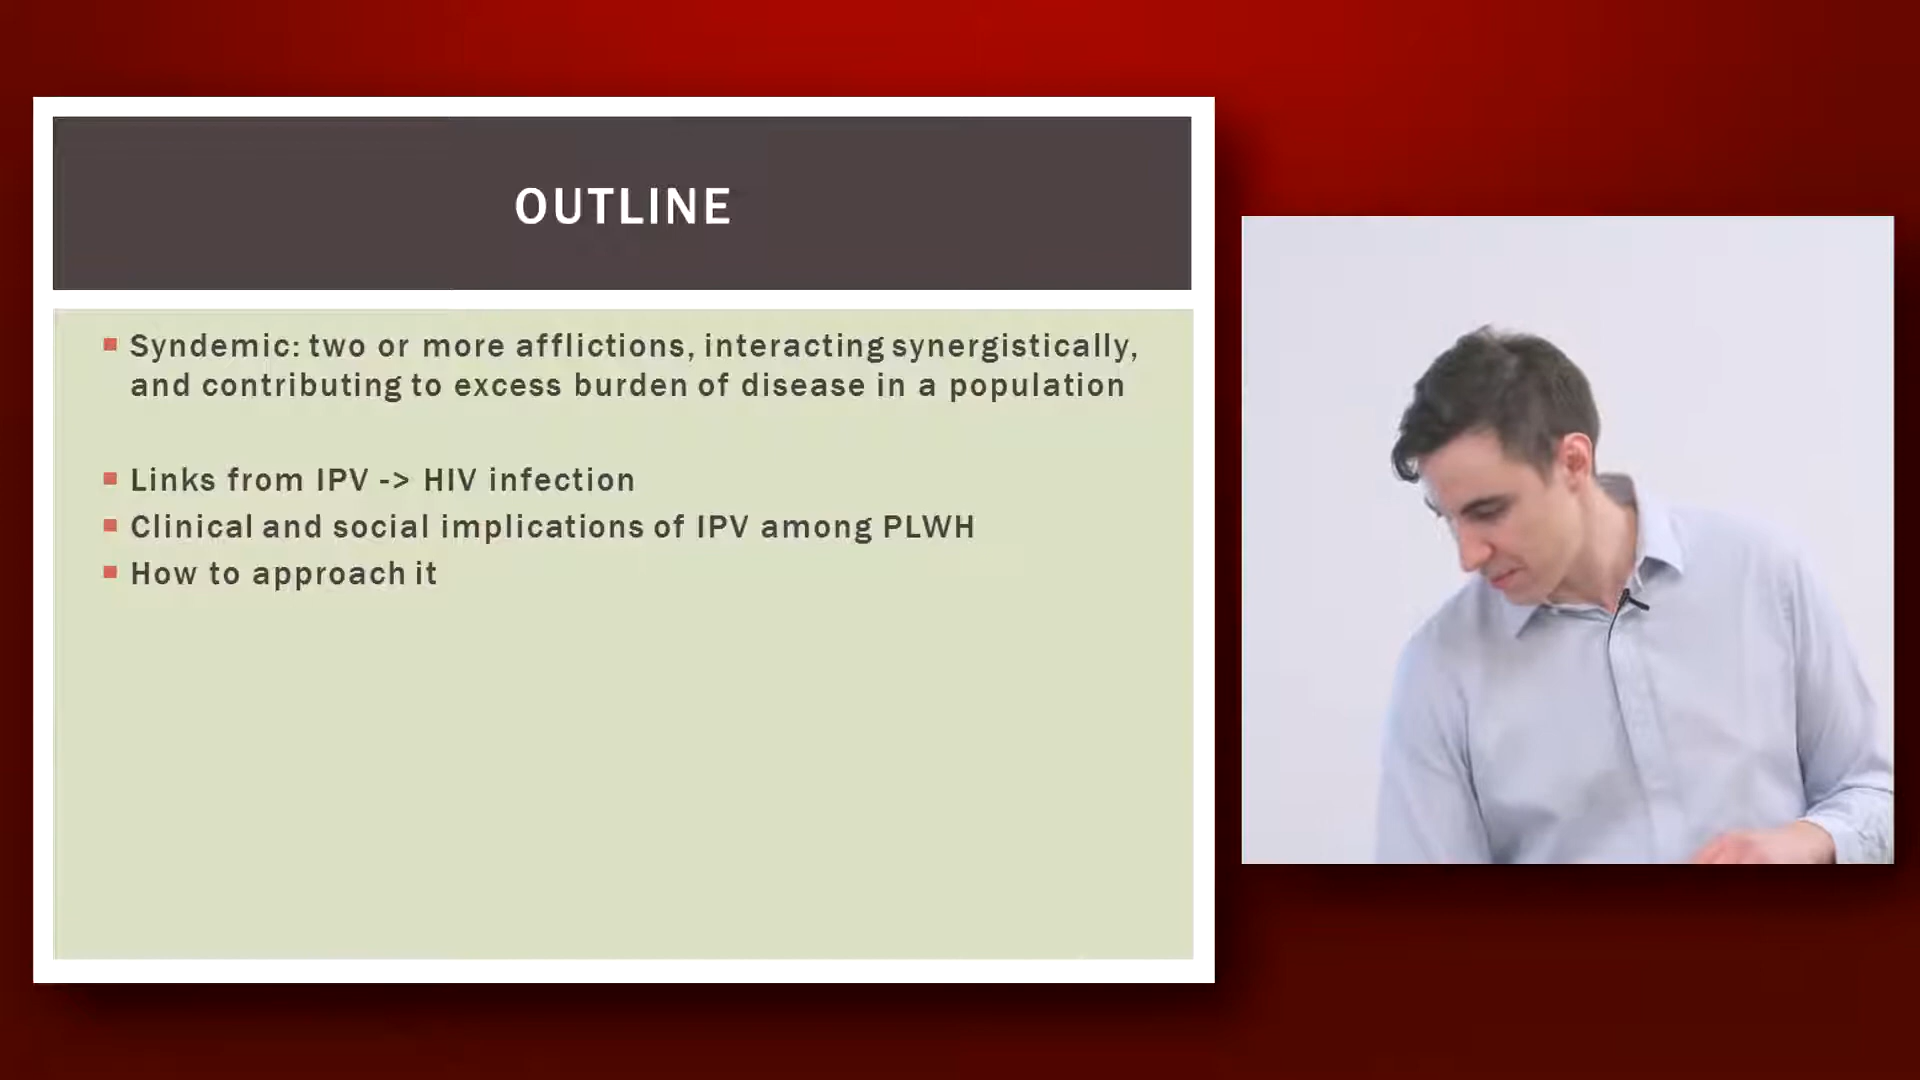 OUTLINE
Syndemic: two or more afflictions, interacting synergistically,
and contributing to excess burden of disease in a population
Links from IPV -> HIV infection
Clinical and social implications of IPV among PLWH
How to approach it